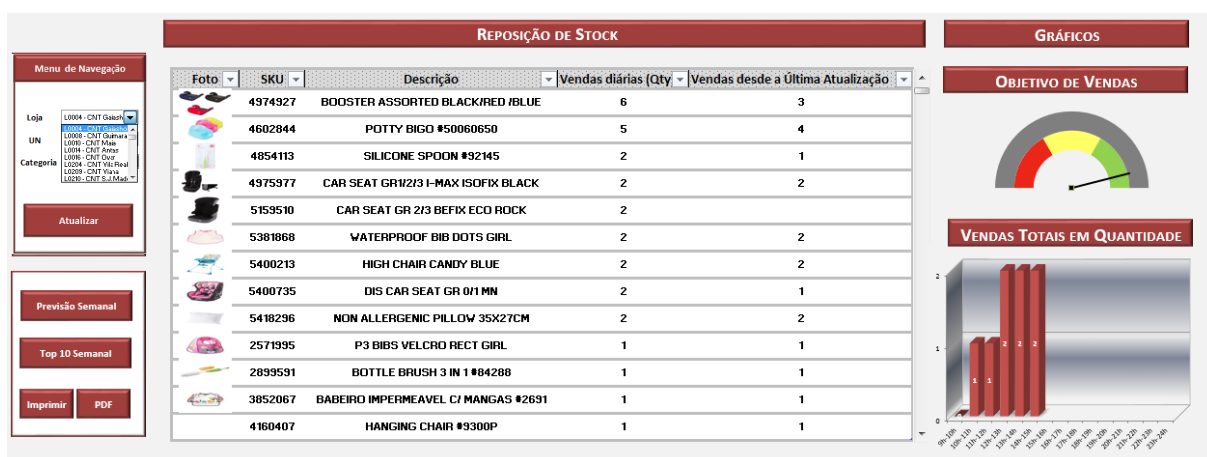 REPOSIÇÃO DE STOCK
GRÁFICOS
Menu de Navegação
Loja
L0004 - CNT Gaiash
L0004 - CNT Gaiasho
L0008 - CNT Guimara
L0010 - CNT Maia
L0014 - CNT Antas
L0016 - CNT Ovar
L0204 - CNT Vila Real
L0209 - CNT Viana
L0210 - CNT S.J.Made
UN
Categoria
Atualizar
Previsão Semanal
Top 10 Semanal
Imprimir
PDF
Foto SKU Descrição Vendas diárias (Qty Vendas desde a Última Atualização
4974927 BOOSTER ASSORTED BLACK/RED /BLUE 6 3
4602844 POTTY BIGO #50060650 5 4
4854113 SILICONE SPOON #92145 2 1
4975977 CAR SEAT GR1/2/3 I-MAX ISOFIX BLACK 2 2
5159510 CAR SEAT GR 2/3 BEFIX ECO ROCK 2
5381868 WATERPROOF BIB DOTS GIRL 2 2
5400213 HIGH CHAIR CANDY BLUE 2 2
5400735 DIS CAR SEAT GR 0/1 MN 2 1
5418296 NON ALLERGENIC PILLOW 35X27CM 2 2
2571995 P3 BIBS VELCRO RECT GIRL 1 1
2899591 BOTTLE BRUSH 3 IN 1 #84288 1 1
3852067 BABEIRO IMPERMEAVEL C/ MANGAS #2691 1 1
4160407 HANGING CHAIR #9300P 1 1
OBJETIVO DE VENDAS
VENDAS TOTAIS EM QUANTIDADE
2
1
0
1 1 2 2 2
9h-10h 10h-11h 11h-12h 12h-13h 13h-14h 14h-15h 15h-16h 16h-17h 17h-18h 18h-19h 19h-20h 20h-21h 21h-22h 22h-23h 23h-24h